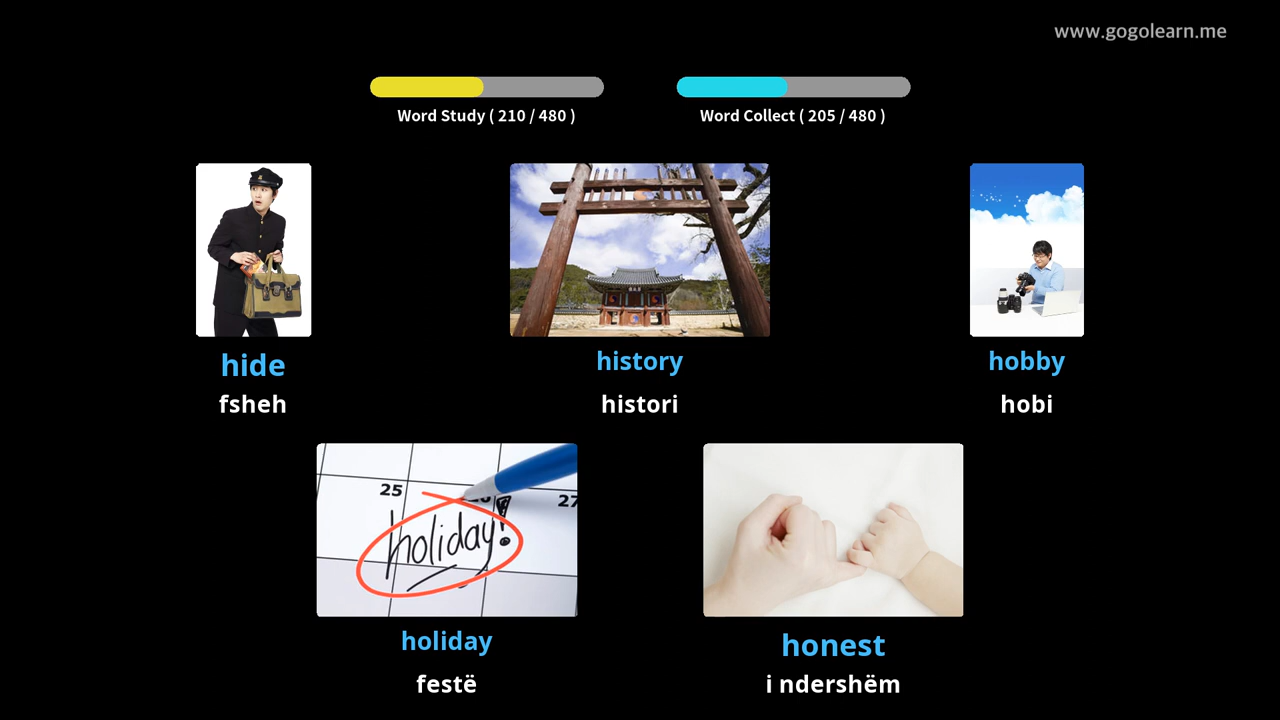 www.gogolearn.me
Word Study ( 210 / 480 )
Word Collect ( 205 / 480 )
hide
fsheh
history
histori
hobby
hobi
25
27
holiday!
holiday
festë
honest
i ndershëm